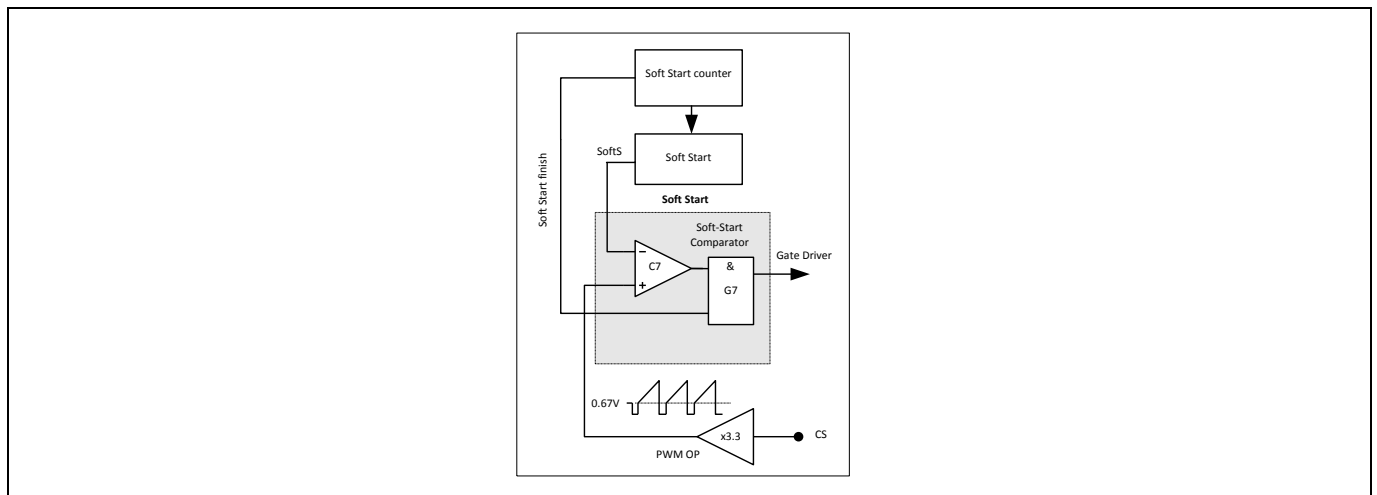 Soft Start counter
SoftS
Soft Start
Soft Start finish
Soft Start
Soft-Start
Comparator
Gate Driver
−
C7
+
&
G7
0.67V
x3.3
CS
PWM OP